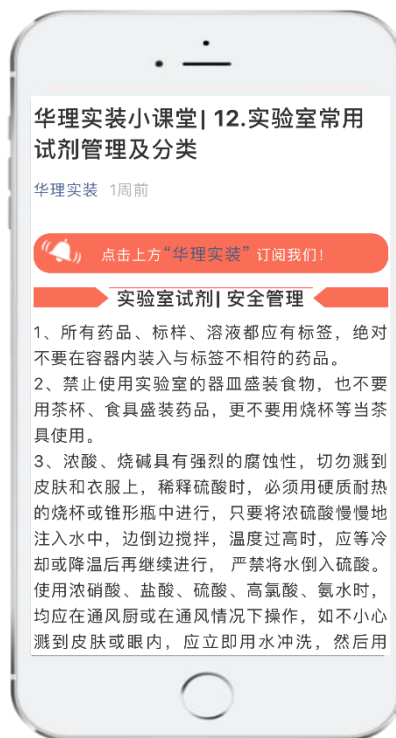 华理实装小课堂| 12.实验室常用
试剂管理及分类
华理实装 1周前
点击上方“华理实装” 订阅我们！
实验室试剂| 安全管理
1、所有药品、标样、溶液都应有标签，绝对
不要在容器内装入与标签不相符的药品。
2、禁止使用实验室的器皿盛装食物，也不要
用茶杯、食具盛装药品，更不要用烧杯等当茶
具使用。
3、浓酸、烧碱具有强烈的腐蚀性，切勿溅到
皮肤和衣服上，稀释硫酸时，必须用硬质耐热
的烧杯或锥形瓶中进行，只要将浓硫酸慢慢地
注入水中，边倒边搅拌，温度过高时，应等冷
却或降温后再继续进行， 严禁将水倒入硫酸。
使用浓硝酸、盐酸、硫酸、高氯酸、氨水时，
均应在通风厨或在通风情况下操作，如不小心
溅到皮肤或眼内，应立即用水冲洗，然后用